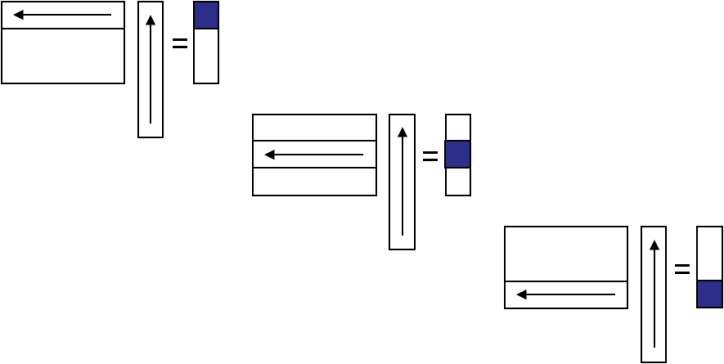 =
=
=